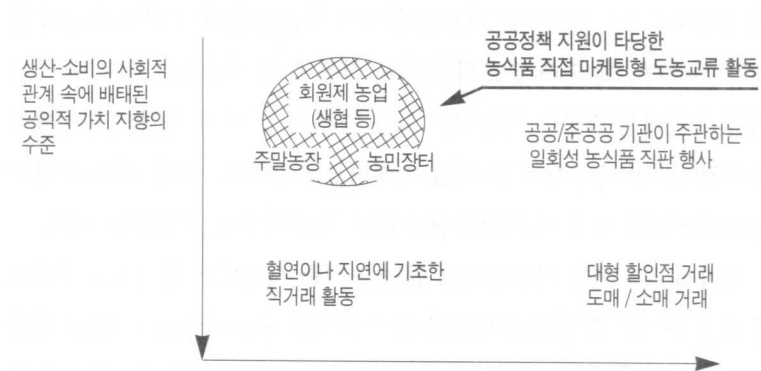 생산-소비의 사회적
관계 속에 배태된
공익적 가치 지향의
수준
공공정책 지원이 타당한
농식품 직접 마케팅형 도농교류 활동
회원제 농업
(생협 등)
주말농장
농민장터
공공/준공공 기관이 주관하는
일회성 농식품 직판 행사
혈연이나 지연에 기초한
직거래 활동
대형 할인점 거래
도매 / 소매 거래